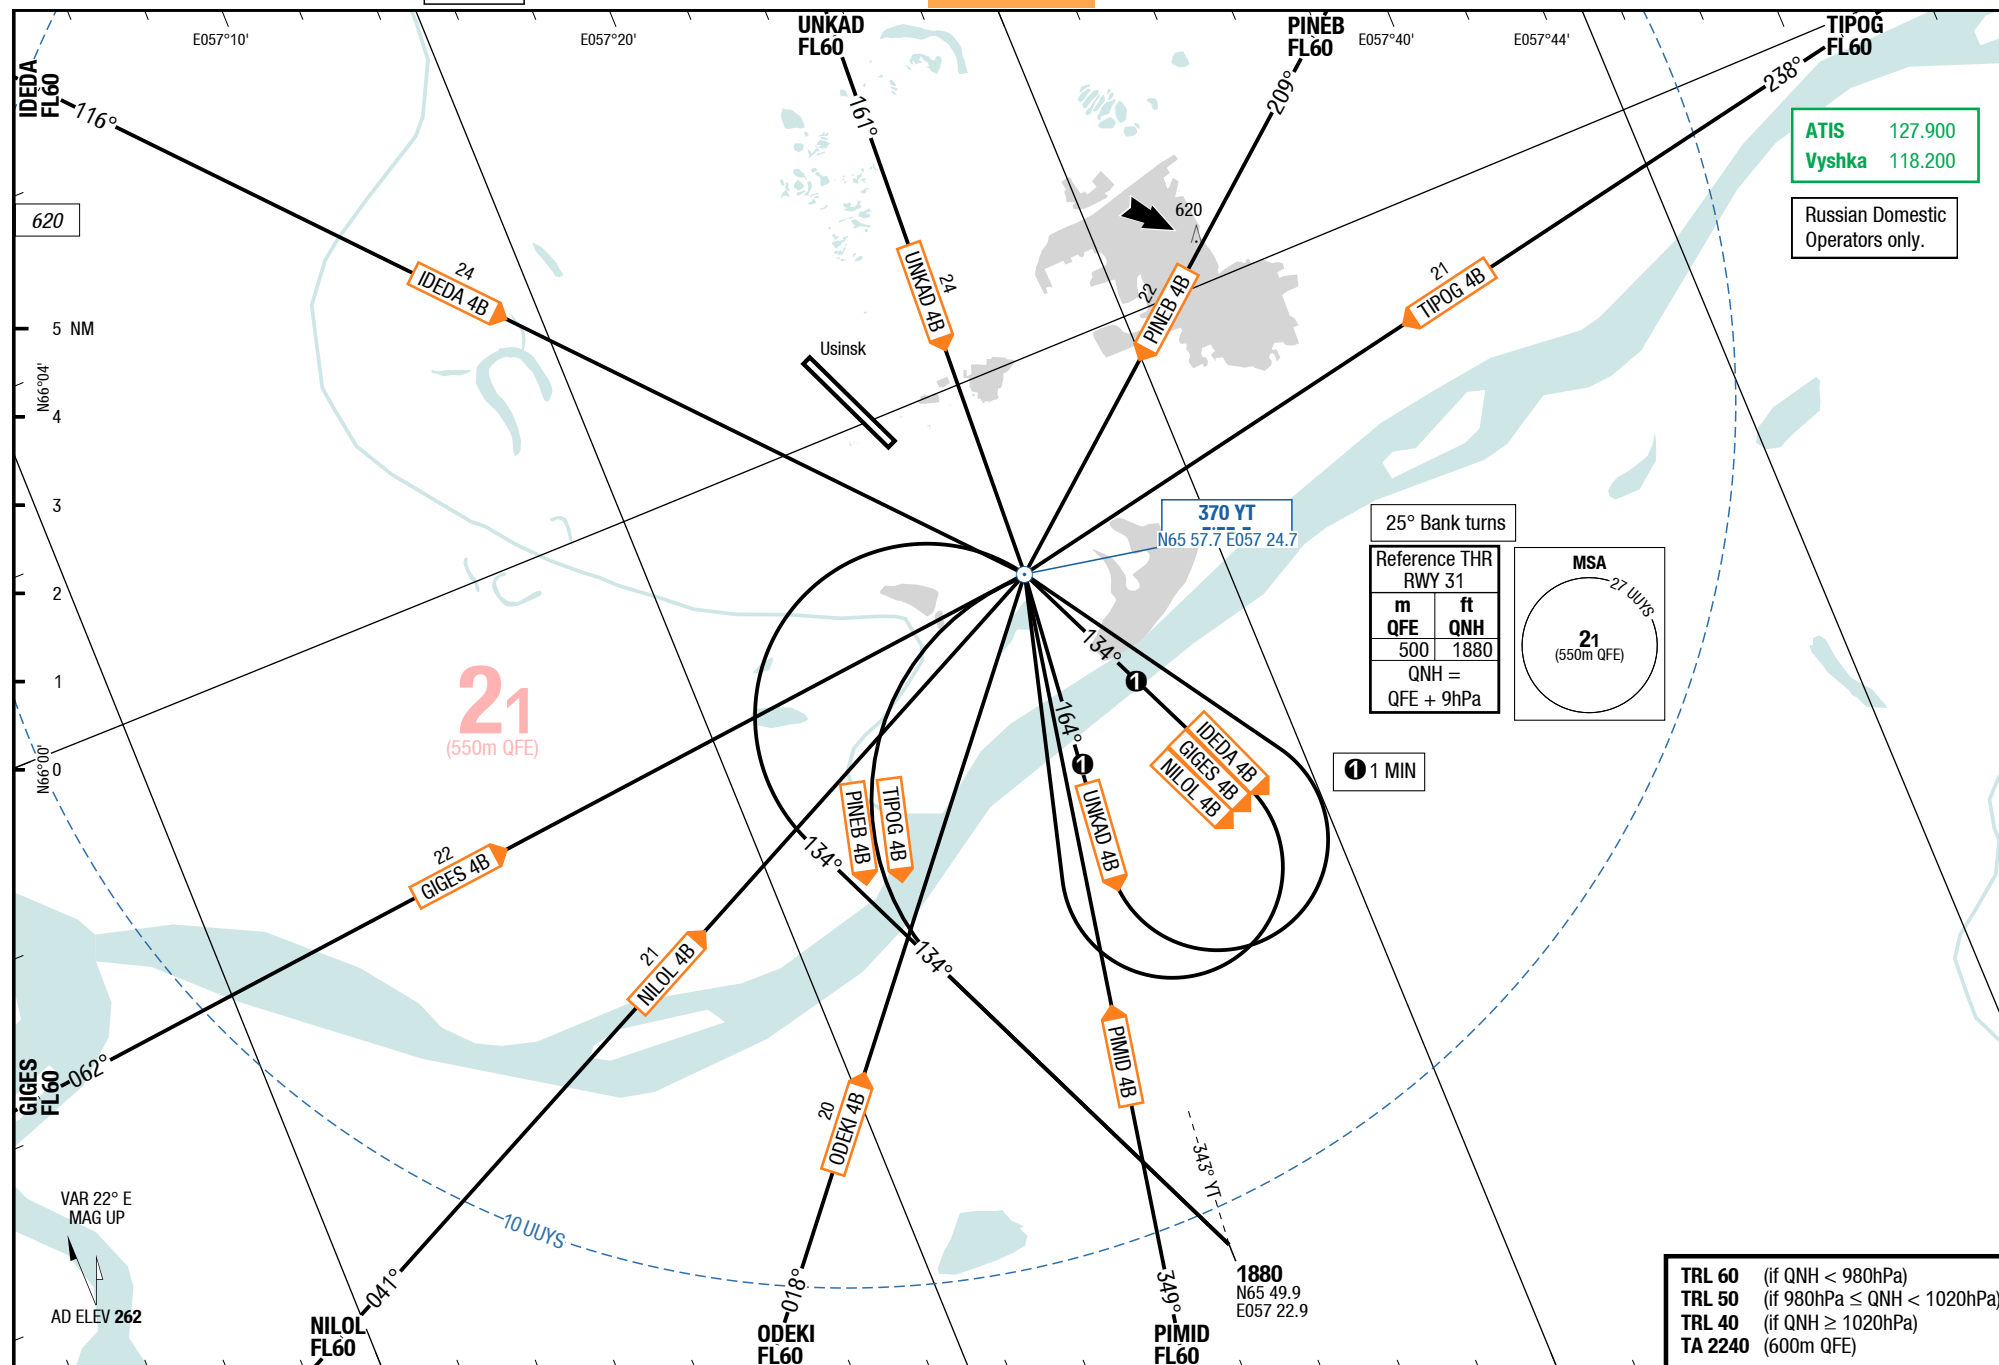 UNKAD
FL60
PINEB
FL60
TIPOG
FL60
E057°10'
E057°20'
E057°40'
E057°44'
IDEDA
FL60
116°
161°
209°
238°
ATIS 127.900
Vyshka 118.200
Russian Domestic
Operators only.
620
620
24
IDEDA 4B
24
UNKAD 4B
22
PINEB 4B
21
TIPOG 4B
5 NM
N66°04'
4
3
2
1
0
N66°00'
Usinsk
370 YT
N65 57.7 E057 24.7
25° Bank turns
Reference THR
RWY 31
m ft
QFE QNH
500 1880
QNH =
QFE + 9hPa
MSA
27 UUYS
21
(550m QFE)
21
(550m QFE)
134°
1
164°
1
IDEDA 4B
GIGES 4B
NILOL 4B
UNKAD 4B
1 1 MIN
PINEB 4B
TIPOG 4B
134°
134°
22
GIGES 4B
21
NILOL 4B
20
ODEKI 4B
PIMID 4B
GIGES
FL60
062°
343° YT
10 UUYS
VAR 22° E
MAG UP
AD ELEV 262
041°
018°
349°
1880
N65 49.9
E057 22.9
NILOL
FL60
ODEKI
FL60
PIMID
FL60
TRL 60 (if QNH < 980hPa)
TRL 50 (if 980hPa ≤ QNH < 1020hPa)
TRL 40 (if QNH ≥ 1020hPa)
TA 2240 (600m QFE)